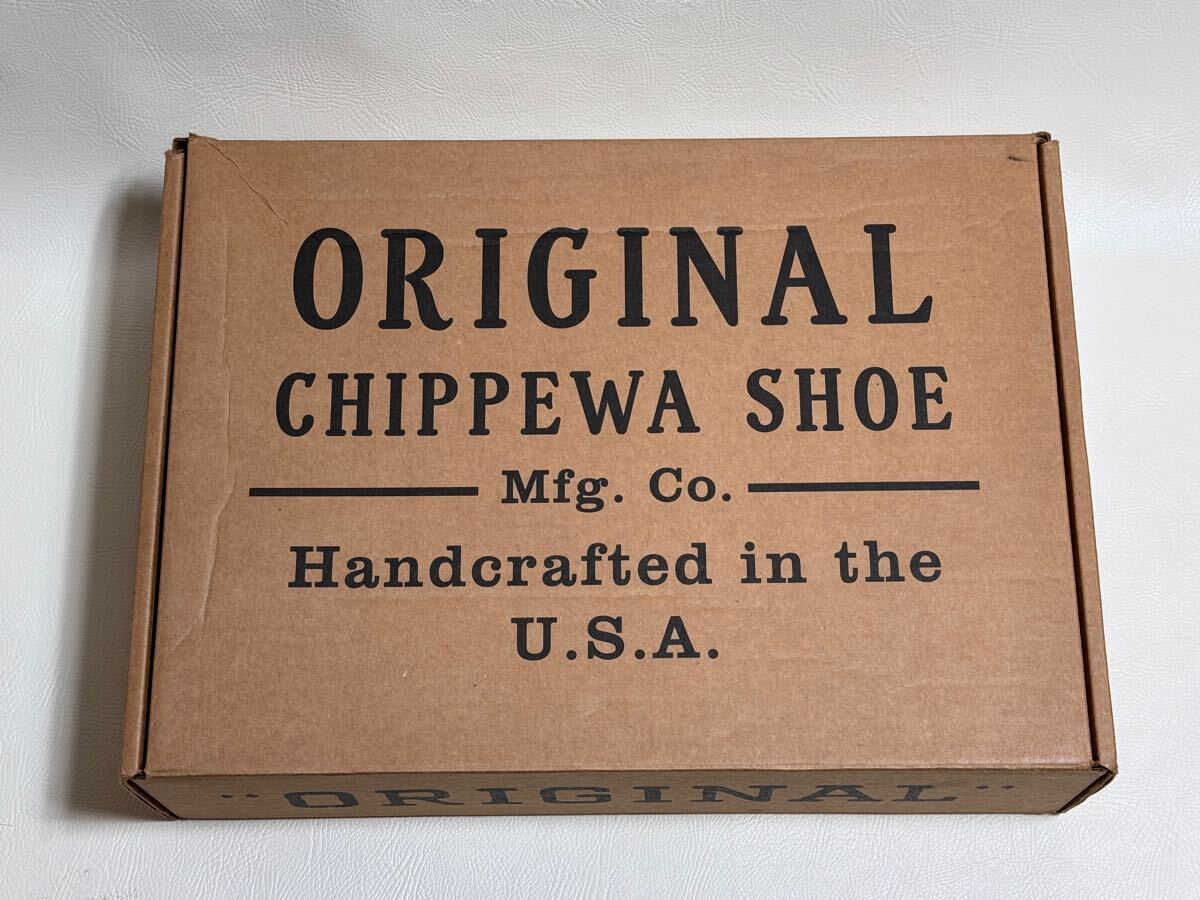 ORIGINAL
CHIPPEWA SHOE
Mfg. Co.
Handcrafted in the
U.S.A.
"ORIGINAL"